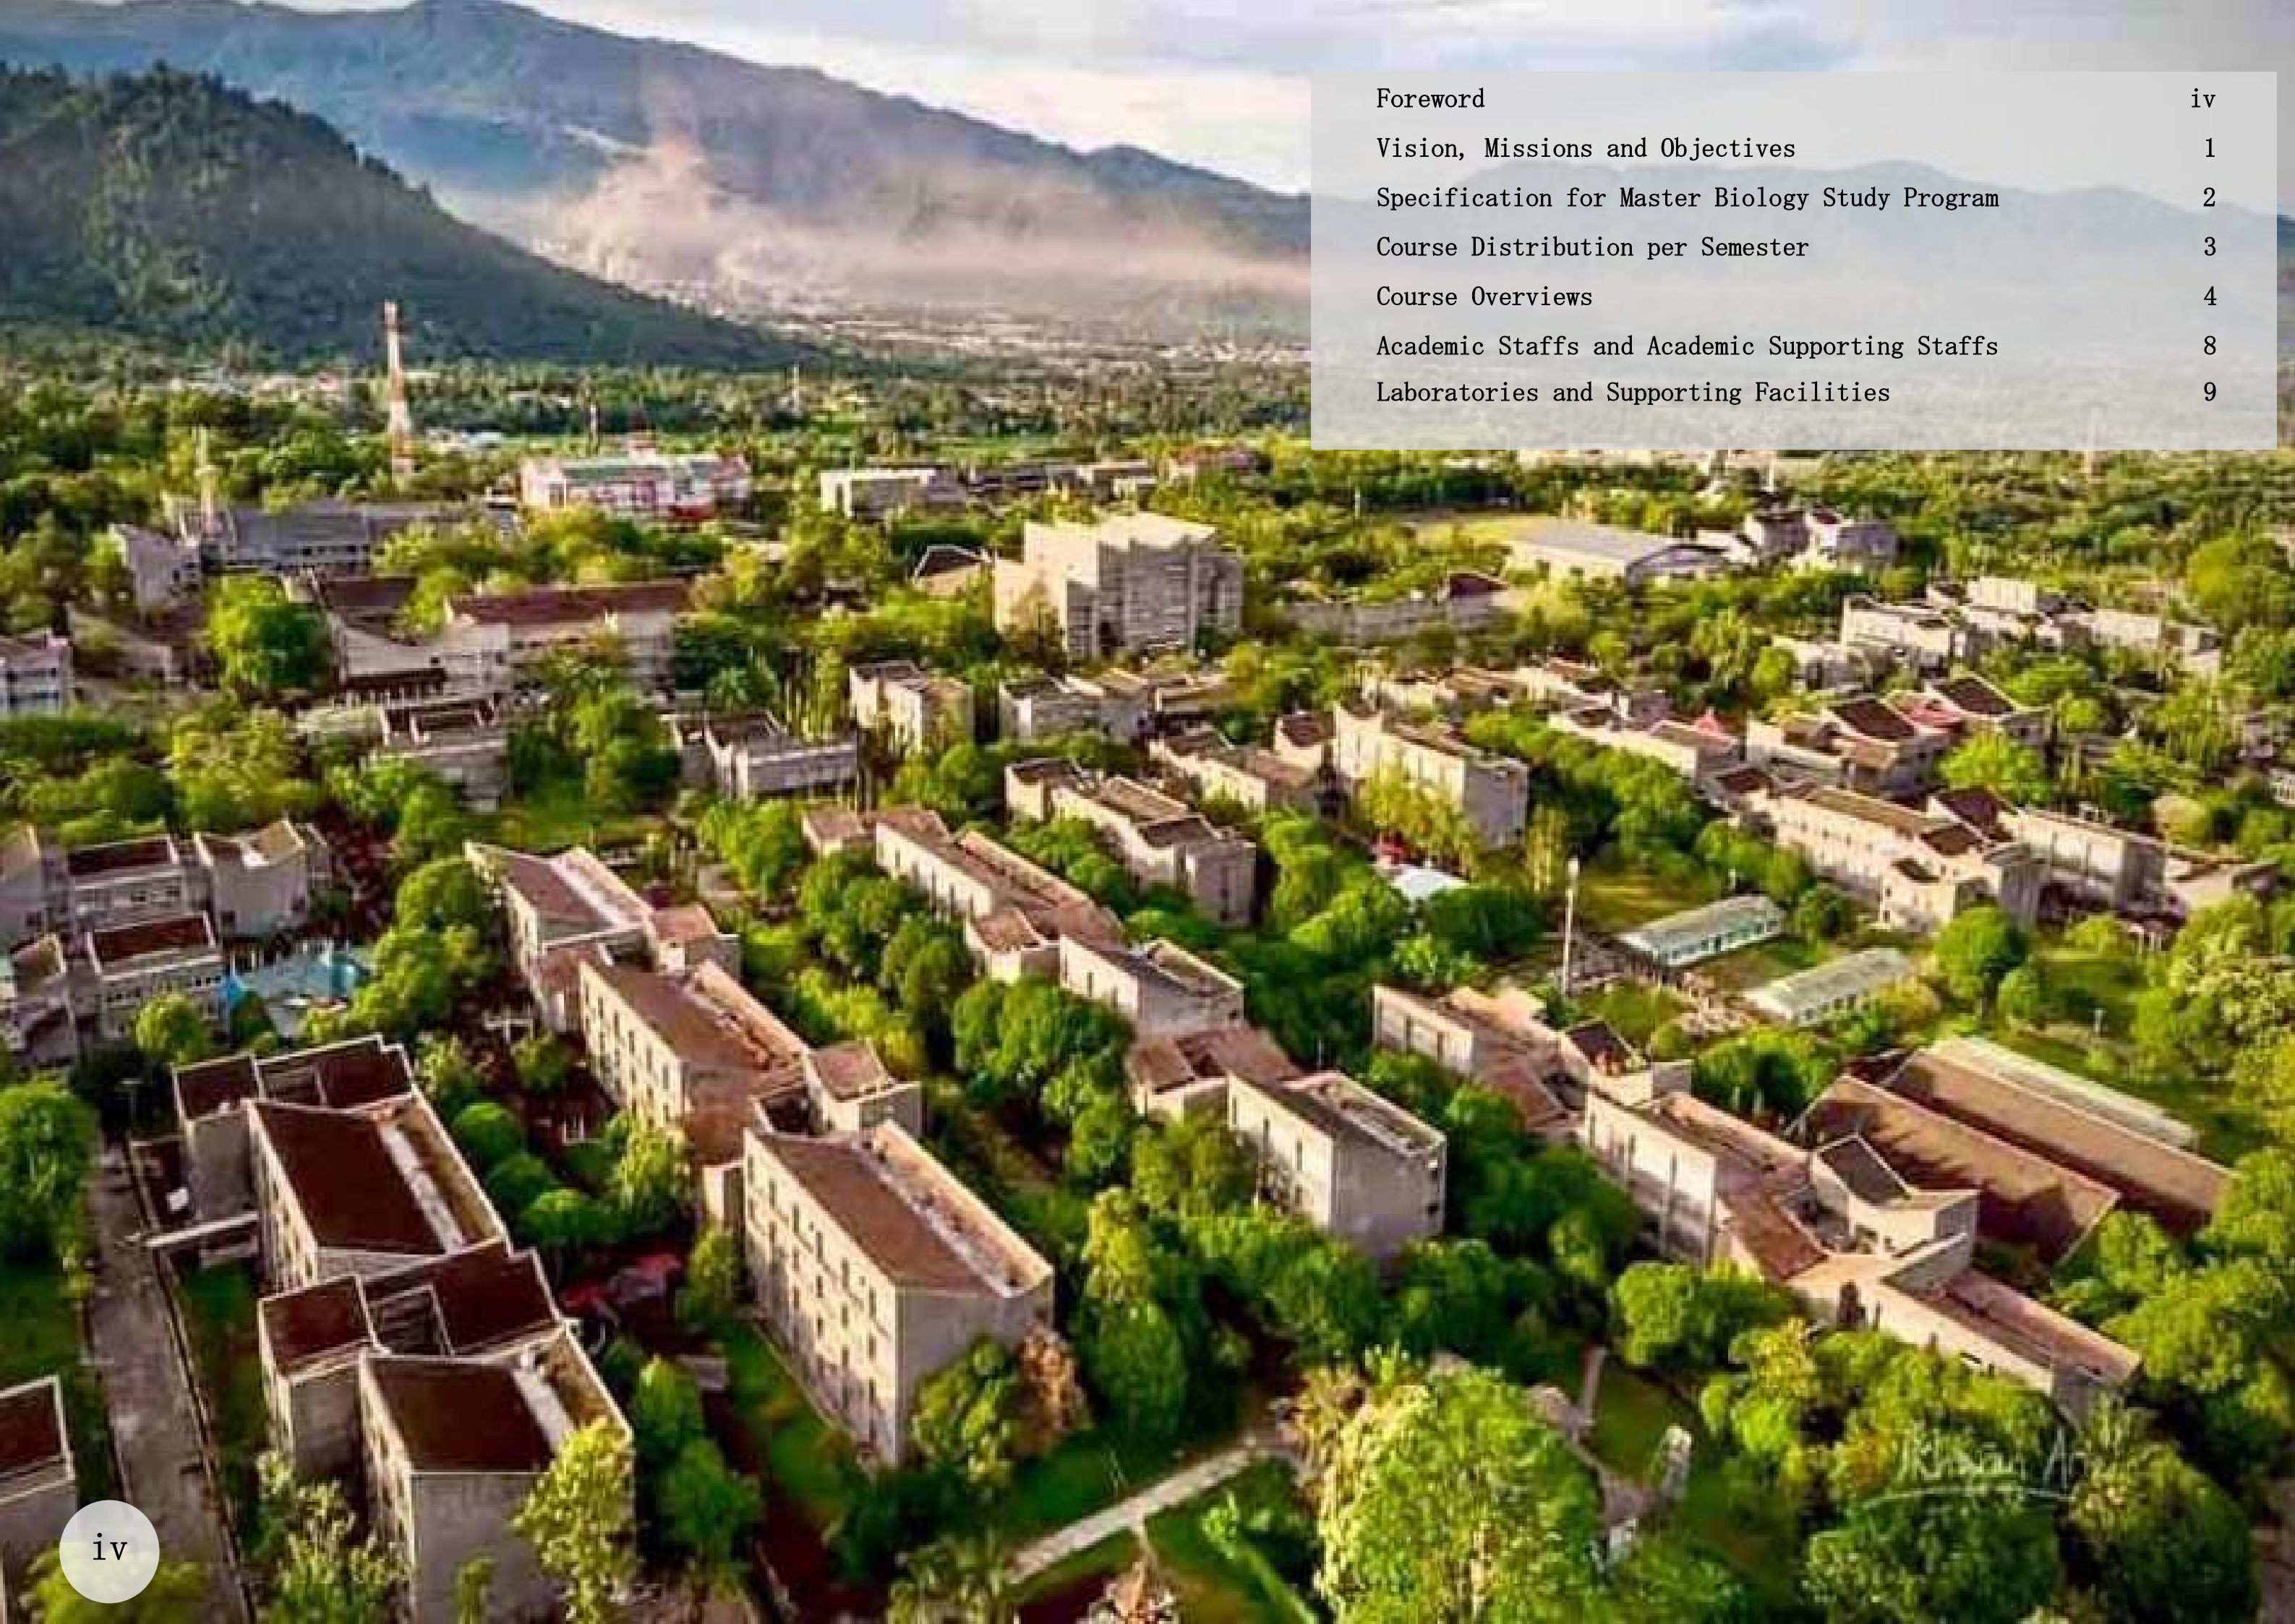 Foreword iv
Vision, Missions and Objectives 1
Specification for Master Biology Study Program 2
Course Distribution per Semester 3
Course Overviews 4
Academic Staffs and Academic Supporting Staffs 8
Laboratories and Supporting Facilities 9
iv